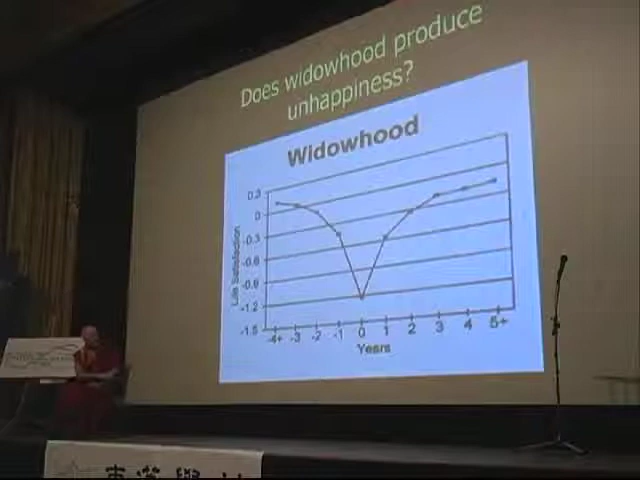 Does widowhood produce
unhappiness?
Widowhood
0.3
0
-0.3
-0.6
-0.9
-1.2
-1.5
Life Satisfaction
-4+ -3 -2 -1 0 1 2 3 4 5+
Years